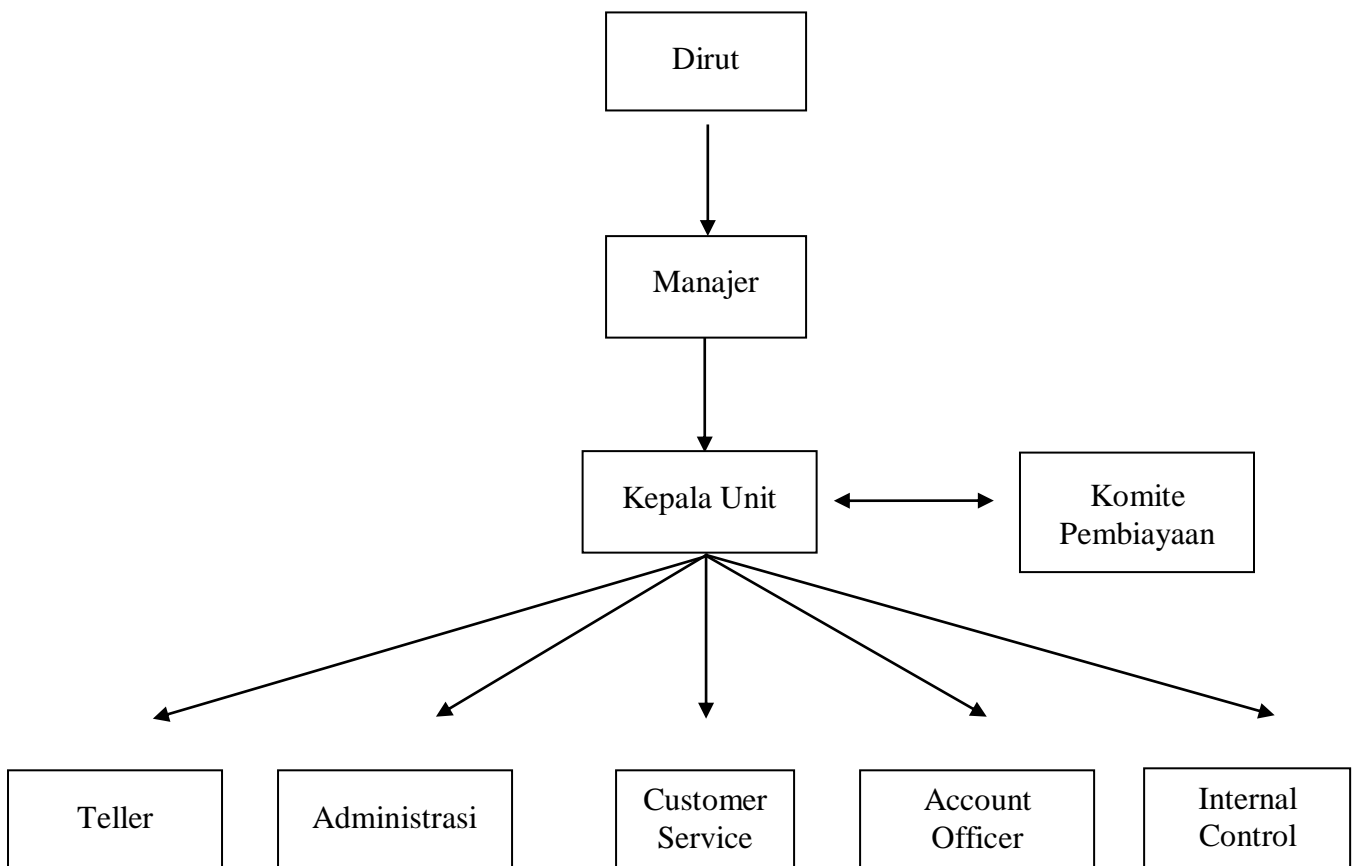 Dirut
Manajer
Kepala Unit
Komite
Pembiayaan
Teller
Administrasi
Customer
Service
Account
Officer
Internal
Control